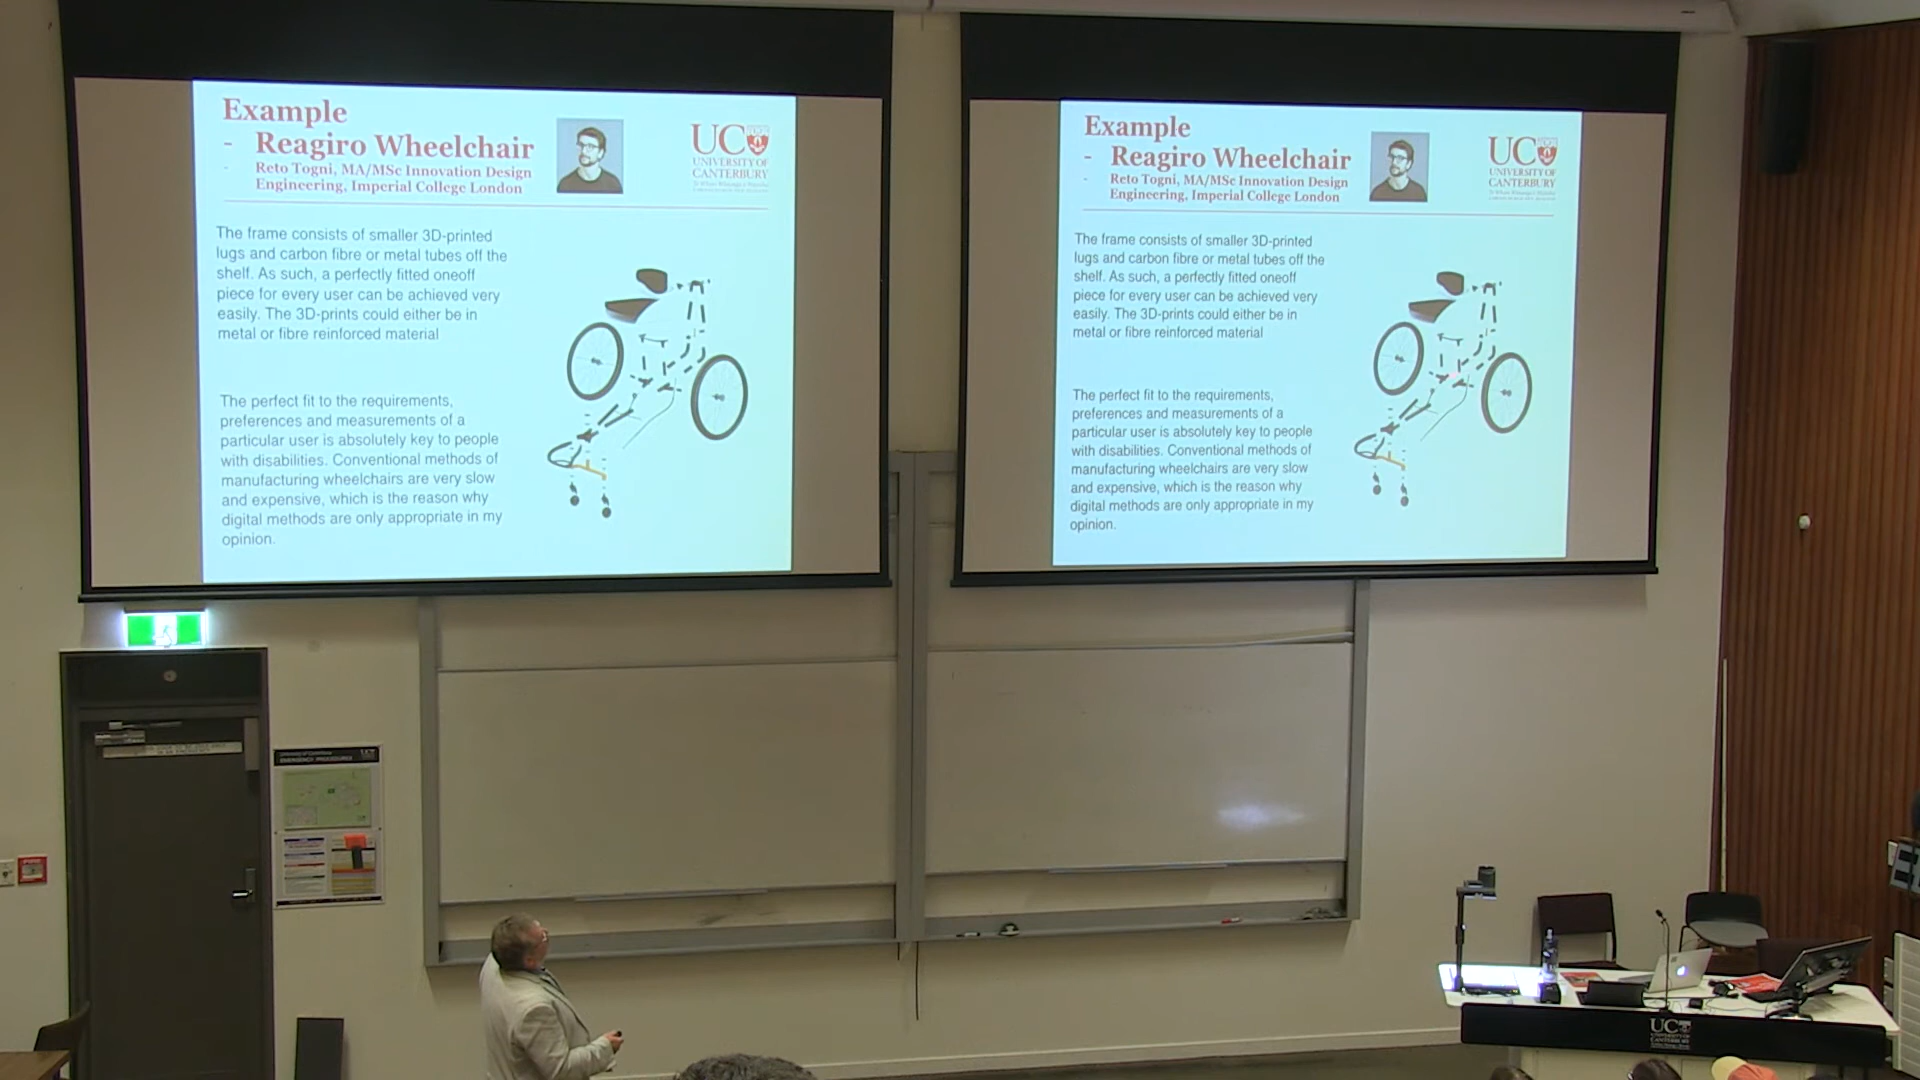 Example
- Reagiro Wheelchair
- Reto Togni, MA/MSc Innovation Design
Engineering, Imperial College London
UC
UNIVERSITY OF
CANTERBURY
The frame consists of smaller 3D-printed
lugs and carbon fibre or metal tubes off the
shelf. As such, a perfectly fitted oneoff
piece for every user can be achieved very
easily. The 3D-prints could either be in
metal or fibre reinforced material
The perfect fit to the requirements,
preferences and measurements of a
particular user is absolutely key to people
with disabilities. Conventional methods of
manufacturing wheelchairs are very slow
and expensive, which is the reason why
digital methods are only appropriate in my
opinion.
Example
- Reagiro Wheelchair
- Reto Togni, MA/MSc Innovation Design
Engineering, Imperial College London
UC
UNIVERSITY OF
CANTERBURY
The frame consists of smaller 3D-printed
lugs and carbon fibre or metal tubes off the
shelf. As such, a perfectly fitted oneoff
piece for every user can be achieved very
easily. The 3D-prints could either be in
metal or fibre reinforced material
The perfect fit to the requirements,
preferences and measurements of a
particular user is absolutely key to people
with disabilities. Conventional methods of
manufacturing wheelchairs are very slow
and expensive, which is the reason why
digital methods are only appropriate in my
opinion.
EMERGENCY PROCEDURES
UC
UC
UNIVERSITY OF
CANTERBURY